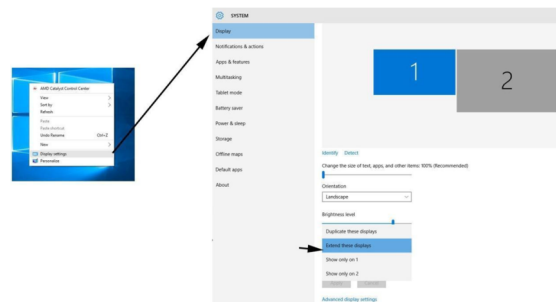 AMD Catalyst Control Center
View
Sort by
Refresh
Paste
Paste shortcut
Undo Rename Ctrl+Z
New
Display settings
Personalize
SYSTEM
Display
Notifications & actions
Apps & features
Multitasking
Tablet mode
Battery saver
Power & sleep
Storage
Offline maps
Default apps
About
1
2
Identify Detect
Change the size of text, apps, and other items: 100% (Recommended)
Orientation
Landscape
Brightness level
Duplicate these displays
Extend these displays
Show only on 1
Show only on 2
Apply Cancel
Advanced display settings